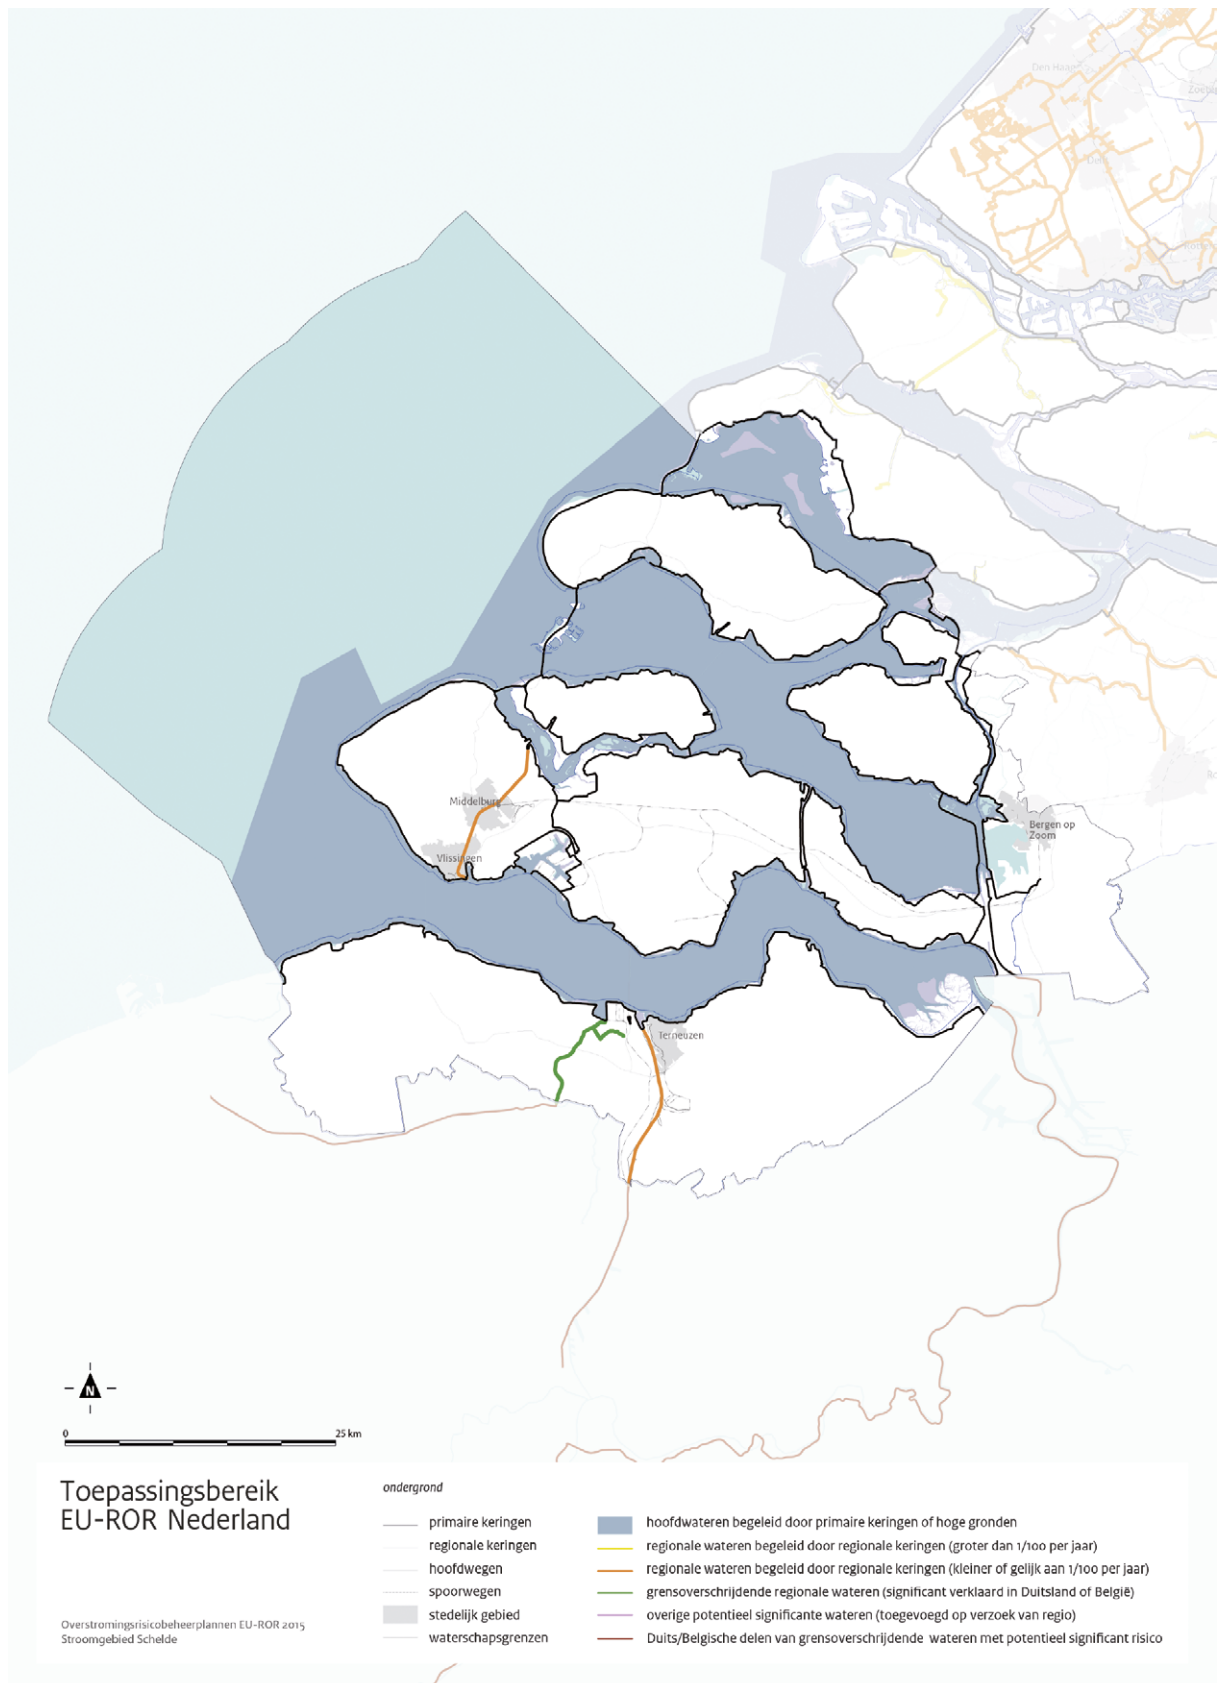 Den Haag
Delft
Middelburg
Vlissingen
Bergen op
Zoom
Terneuzen
N
0
25 km
Toepassingsbereik
EU-ROR Nederland
Overstromingsrisicobeheerplannen EU-ROR 2015
Stroomgebied Schelde
ondergrond
primaire keringen
regionale keringen
hoofdwegen
spoorwegen
stedelijk gebied
waterschapsgrenzen
hoofdwateren begeleid door primaire keringen of hoge gronden
regionale wateren begeleid door regionale keringen (groter dan 1/100 per jaar)
regionale wateren begeleid door regionale keringen (kleiner of gelijk aan 1/100 per jaar)
grensoverschrijdende regionale wateren (significant verklaard in Duitsland of België)
overige potentieel significante wateren (toegevoegd op verzoek van regio)
Duits/Belgische delen van grensoverschrijdende wateren met potentieel significant risico